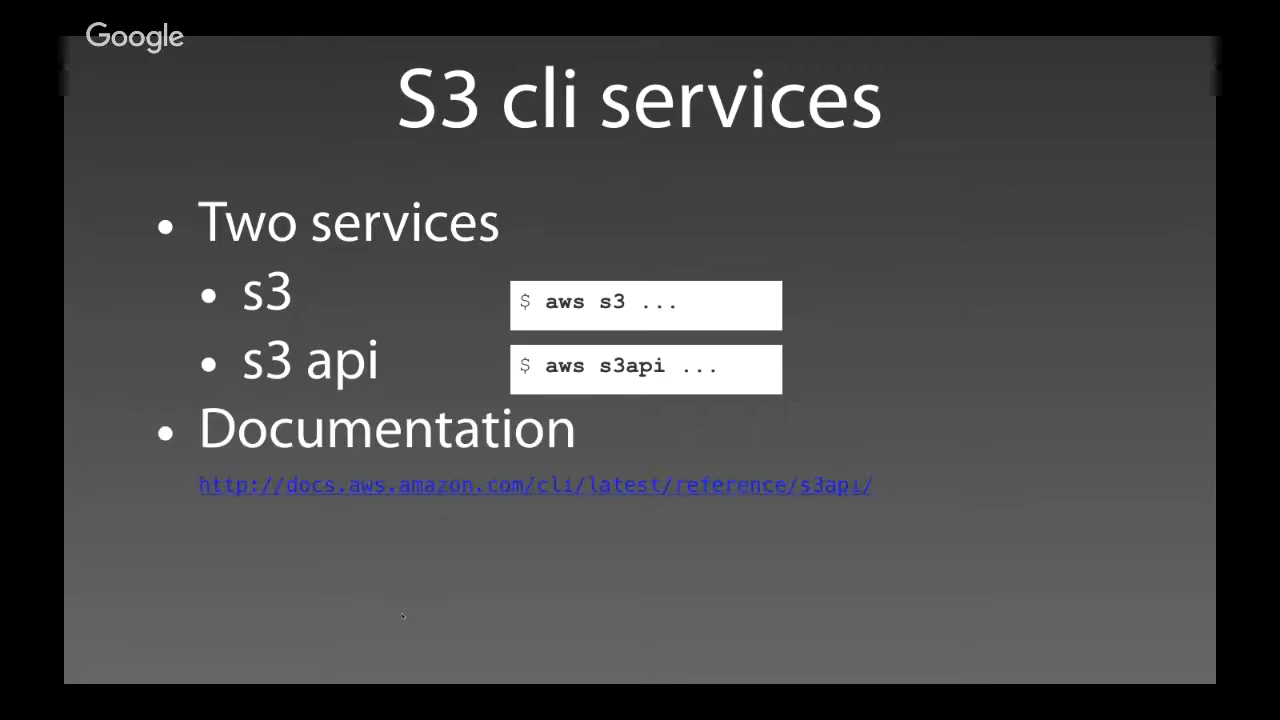 Google
S3 cli services
• Two services
• s3
$ aws s3 ...
• s3 api
$ aws s3api ...
• Documentation
http://docs.aws.amazon.com/cli/latest/reference/s3api/